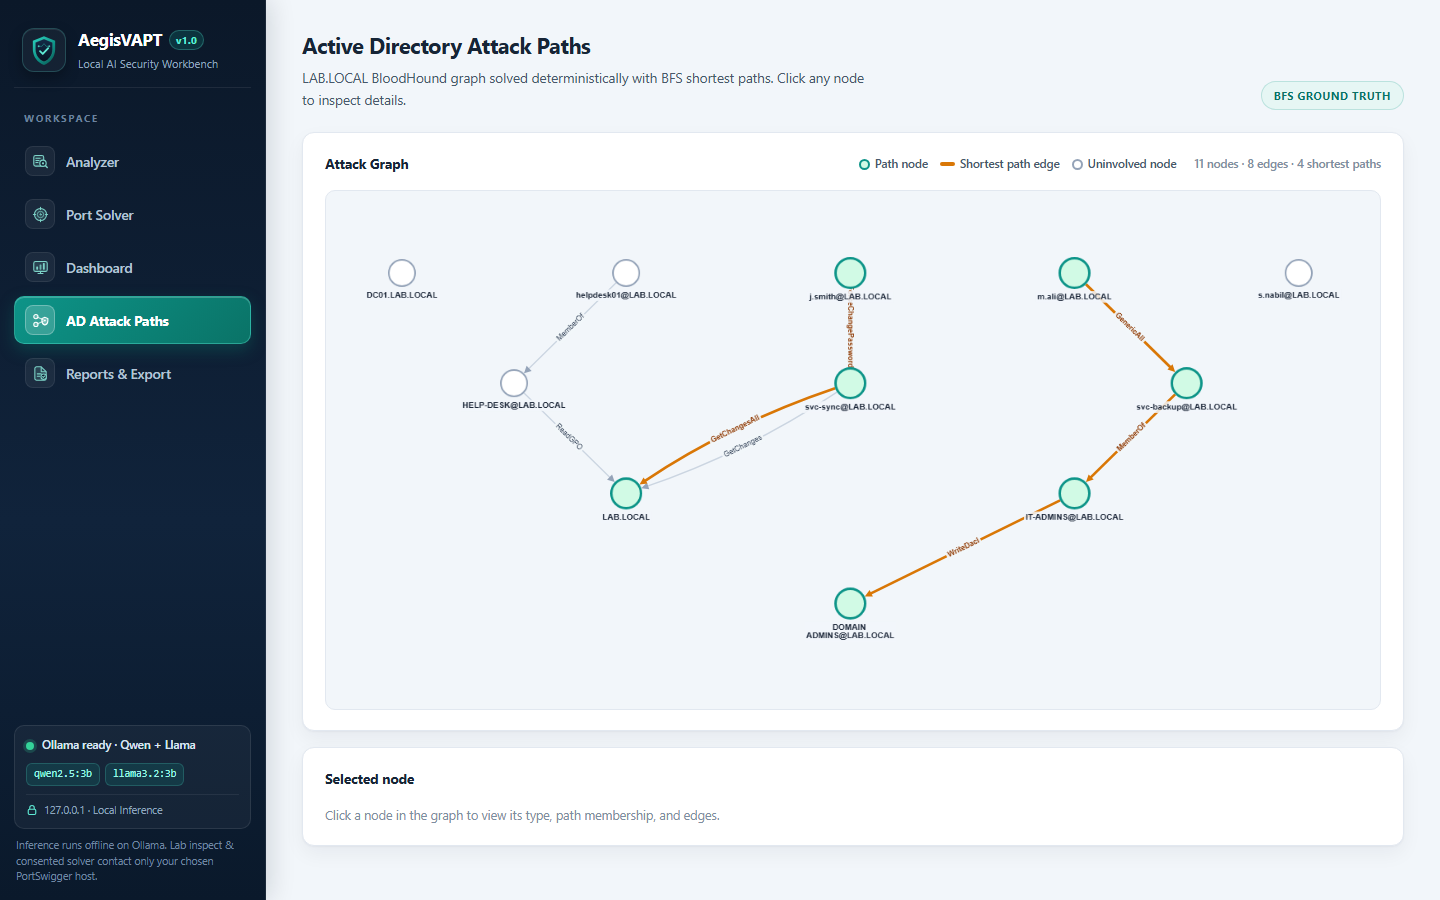 AegisVAPT v1.0
Local AI Security Workbench
WORKSPACE
Analyzer
Port Solver
Dashboard
AD Attack Paths
Reports & Export
Ollama ready · Qwen + Llama
qwen2.5:3b llama3.2:3b
127.0.0.1 · Local Inference
Inference runs offline on Ollama. Lab inspect &
consented solver contact only your chosen
PortSwigger host.
Active Directory Attack Paths
LAB.LOCAL BloodHound graph solved deterministically with BFS shortest paths. Click any node
to inspect details.
BFS GROUND TRUTH
Attack Graph
Path node Shortest path edge Uninvolved node 11 nodes · 8 edges · 4 shortest paths
DC01.LAB.LOCAL
helpdesk01@LAB.LOCAL
j.smith@LAB.LOCAL
m.ali@LAB.LOCAL
s.nabil@LAB.LOCAL
MemberOf
GenericAll
HELP-DESK@LAB.LOCAL
svc-sync@LAB.LOCAL
svc-backup@LAB.LOCAL
ReadGPO
GetChangesAll
GetChanges
MemberOf
LAB.LOCAL
IT-ADMINS@LAB.LOCAL
WriteDacl
DOMAIN
ADMINS@LAB.LOCAL
Selected node
Click a node in the graph to view its type, path membership, and edges.